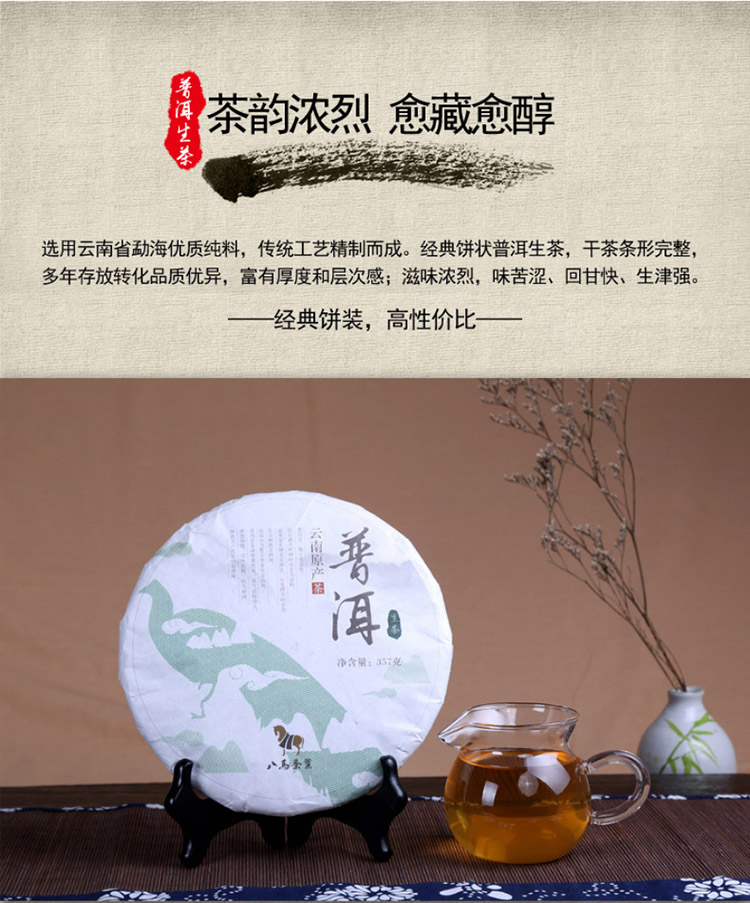 普洱生茶
茶韵浓烈 愈藏愈醇
选用云南省勐海优质纯料，传统工艺精制而成。经典饼状普洱生茶，干茶条形完整，
多年存放转化品质优异，富有厚度和层次感；滋味浓烈，味苦涩、回甘快、生津强。
——经典饼装，高性价比——
普洱
生茶
云南原产
茶
净含量：357克
八马茶業